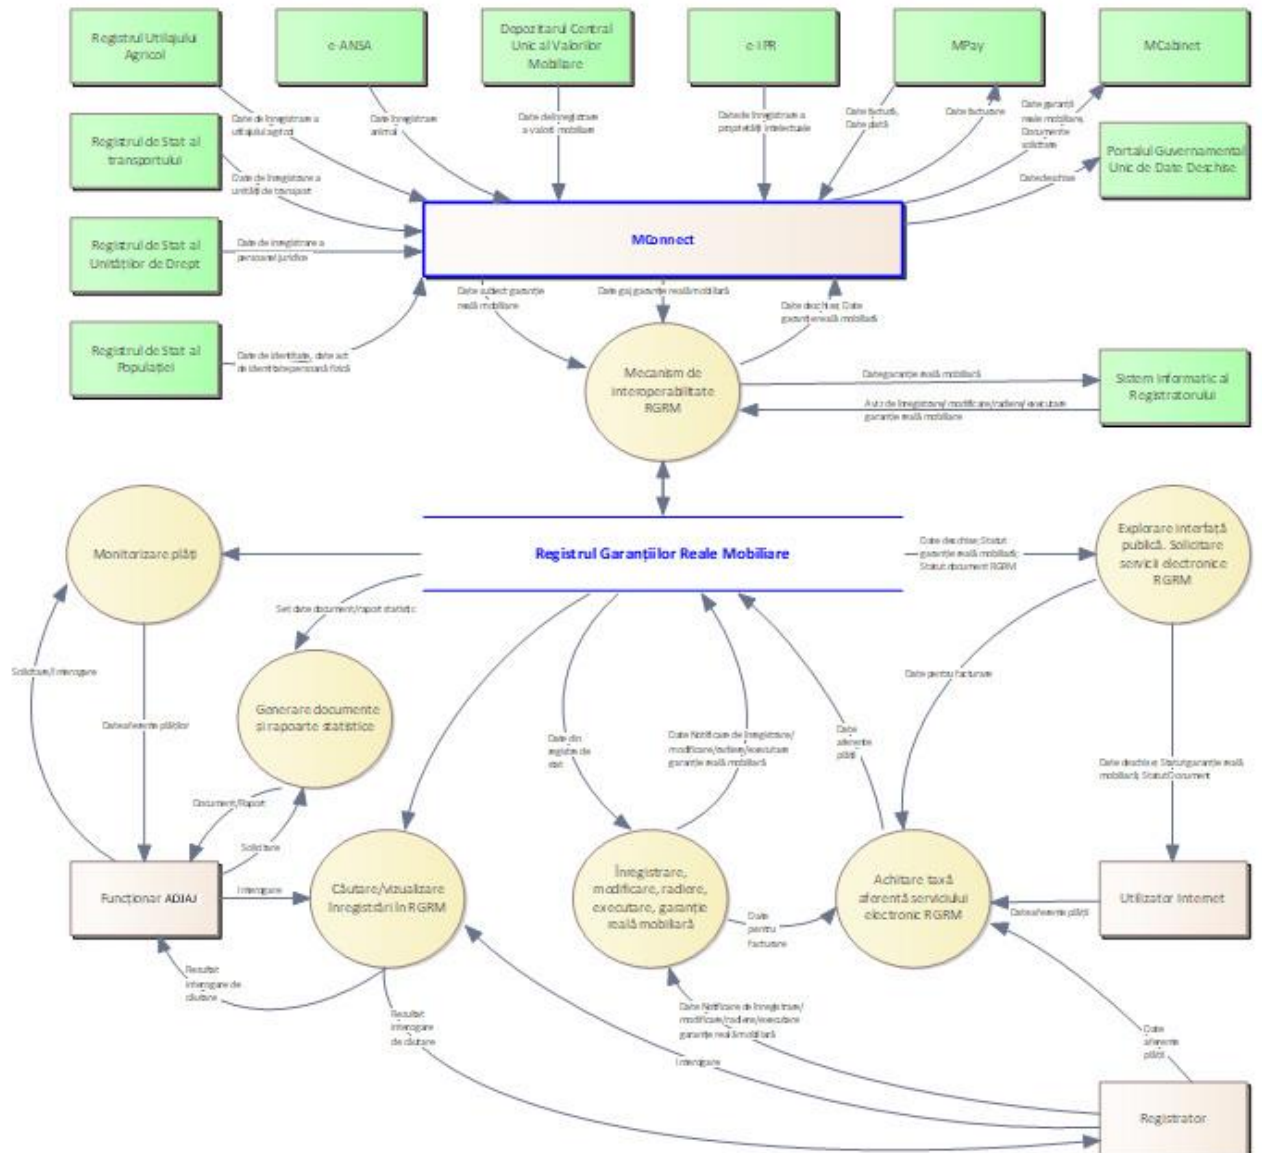 Registrul Utilajului
Agricol
e-ANSA
Depozitarul Central
Unic al Valorilor
Mobiliare
e-IPR
MPay
MCabinet
Date de înregistrare a
utilajului agricol
Date înregistrare
animal
Date de înregistrare
a valorii mobiliare
Date de înregistrare a
proprietății intelectuale
Date factură,
Date plată
Date facturare
Date garanții
reale mobiliare,
Documente
solicitate
Registrul de Stat al
transportului
Date de înregistrare a
unității de transport
Portalul Guvernamental
Unic de Date Deschise
Date deschise
Registrul de Stat al
Unităților de Drept
Date de înregistrare a
persoanei juridice
MConnect
Date subiect garanție
reală mobiliare
Date gaj garanție reală mobiliară
Date deschise; Date
garanție reală mobiliară
Registrul de Stat al
Populației
Date de identitate, date act
de identitate persoană fizică
Mecanism de
interoperabilitate
RGRM
Date garanție reală mobiliară
Aviz de înregistrare/ modificare/radiere/ executare
garanție reală mobiliare
Sistem Informatic al
Registratorului
Monitorizare plăți
Registrul Garanțiilor Reale Mobiliare
Date deschise; Statut
garanție reală mobiliară;
Statut document RGRM
Explorare interfață
publică. Solicitare
servicii electronice
RGRM
Set date document/raport statistic
Solicitare/Interogare
Date aferente plăților
Generare documente
și rapoarte statistice
Date din
registre de
stat
Date Notificare de înregistrare/
modificare/radiere/executare
garanție reală mobiliară
Date
aferente
plății
Date pentru facturare
Date deschise; Statut garanție reală
mobiliară; Statut Document
Document/Raport
Solicitare
Funcționar ADJAJ
Interogare
Căutare/vizualizare
înregistrări în RGRM
Înregistrare,
modificare, radiere,
executare, garanție
reală mobiliară
Date
pentru
facturare
Achitare taxă
aferentă serviciului
electronic RGRM
Date aferente plății
Utilizator Internet
Rezultat
interogare de
căutare
Rezultat
interogare
de căutare
Date Notificare de înregistrare/
modificare/radiere/executare
garanție reală mobiliară
Interogare
Date
aferente
plății
Registrator